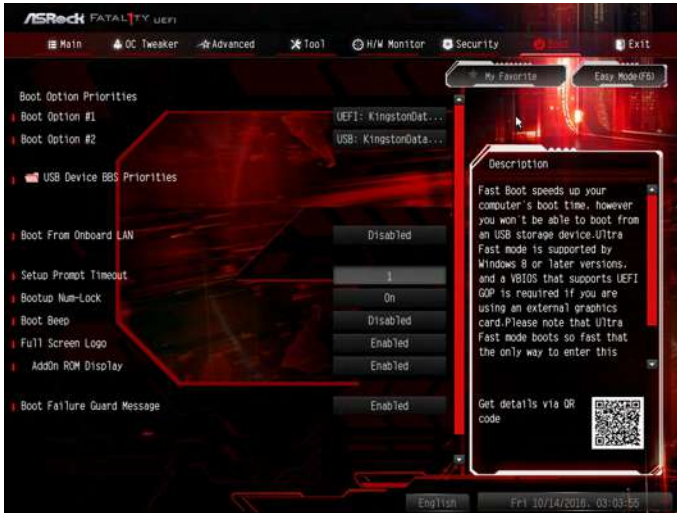 ASRock FATAL1TY UEFI
Main OC Tweaker Advanced Tool H/W Monitor Security Boot Exit
My Favorite Easy Mode(F6)
Boot Option Priorities
Boot Option #1 UEFI: KingstonDat...
Boot Option #2 USB: KingstonData...
USB Device BBS Priorities
Boot From Onboard LAN Disabled
Setup Prompt Timeout 1
Bootup Num-Lock On
Boot Beep Disabled
Full Screen Logo Enabled
AddOn ROM Display Enabled
Boot Failure Guard Message Enabled
Description
Fast Boot speeds up your
computer's boot time. however
you won't be able to boot from
an USB storage device.Ultra
Fast mode is supported by
Windows 8 or later versions.
and a VBIOS that supports UEFI
GOP is required if you are
using an external graphics
card.Please note that Ultra
Fast mode boots so fast that
the only way to enter this
Get details via QR
code
English Fri 10/14/2016. 03:03:55